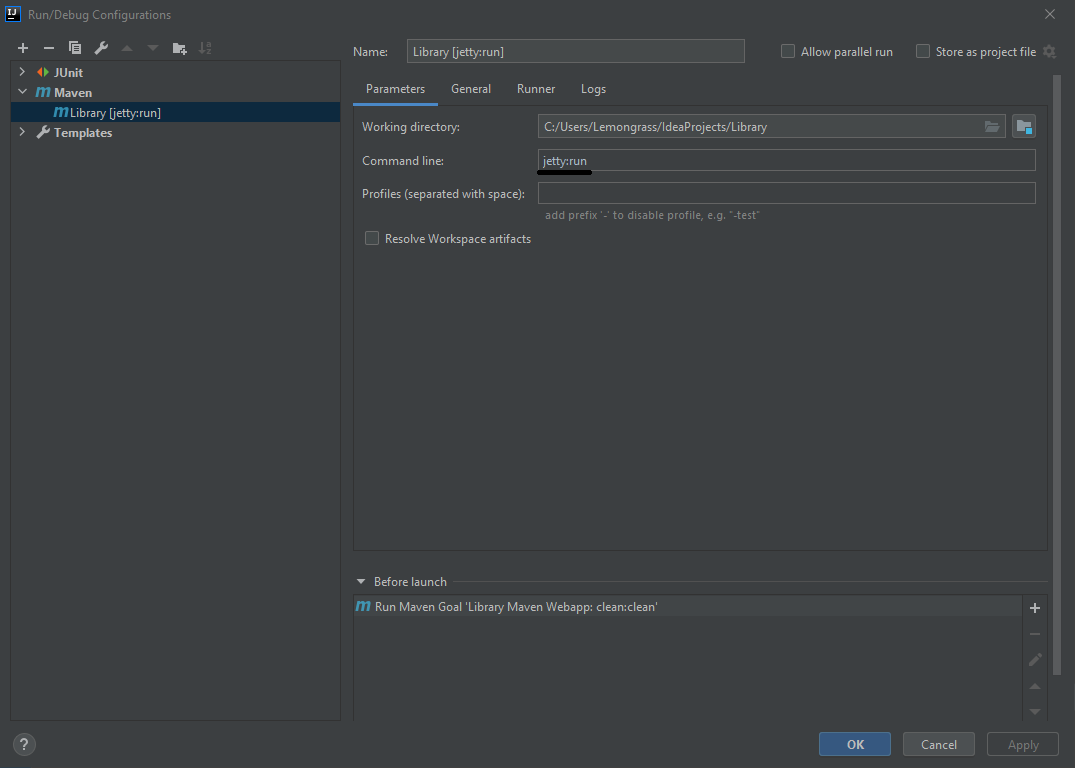 IJ Run/Debug Configurations
Name: Library [jetty:run] Allow parallel run Store as project file
JUnit
m Maven
m Library [jetty:run]
Templates
Parameters General Runner Logs
Working directory: C:/Users/Lemongrass/IdeaProjects/Library
Command line: jetty:run
Profiles (separated with space):
add prefix '-' to disable profile, e.g. "-test"
Resolve Workspace artifacts
Before launch
m Run Maven Goal 'Library Maven Webapp: clean:clean'
? OK Cancel Apply